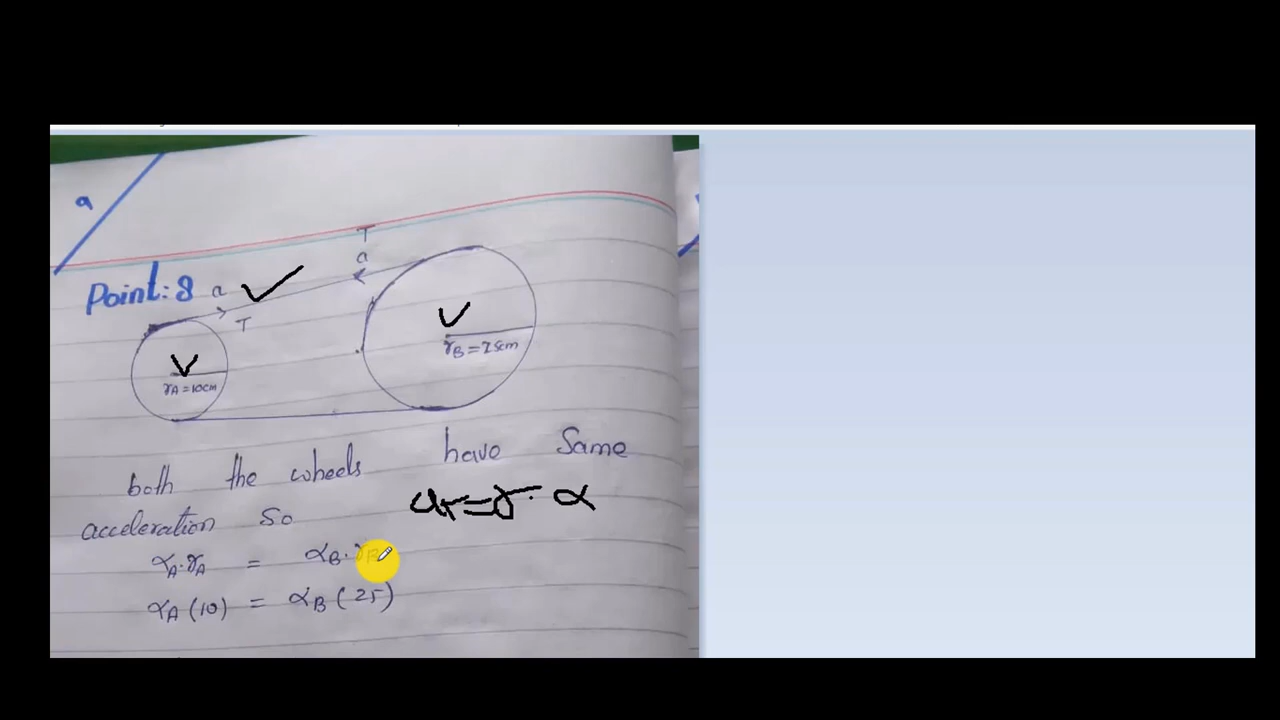 a
T
a
Point: 8 a
T
rB = 25cm
rA = 10cm
both the wheels have Same
acceleration So
aT = r · α
αA · rA = αB · rB
αA (10) = αB (25)